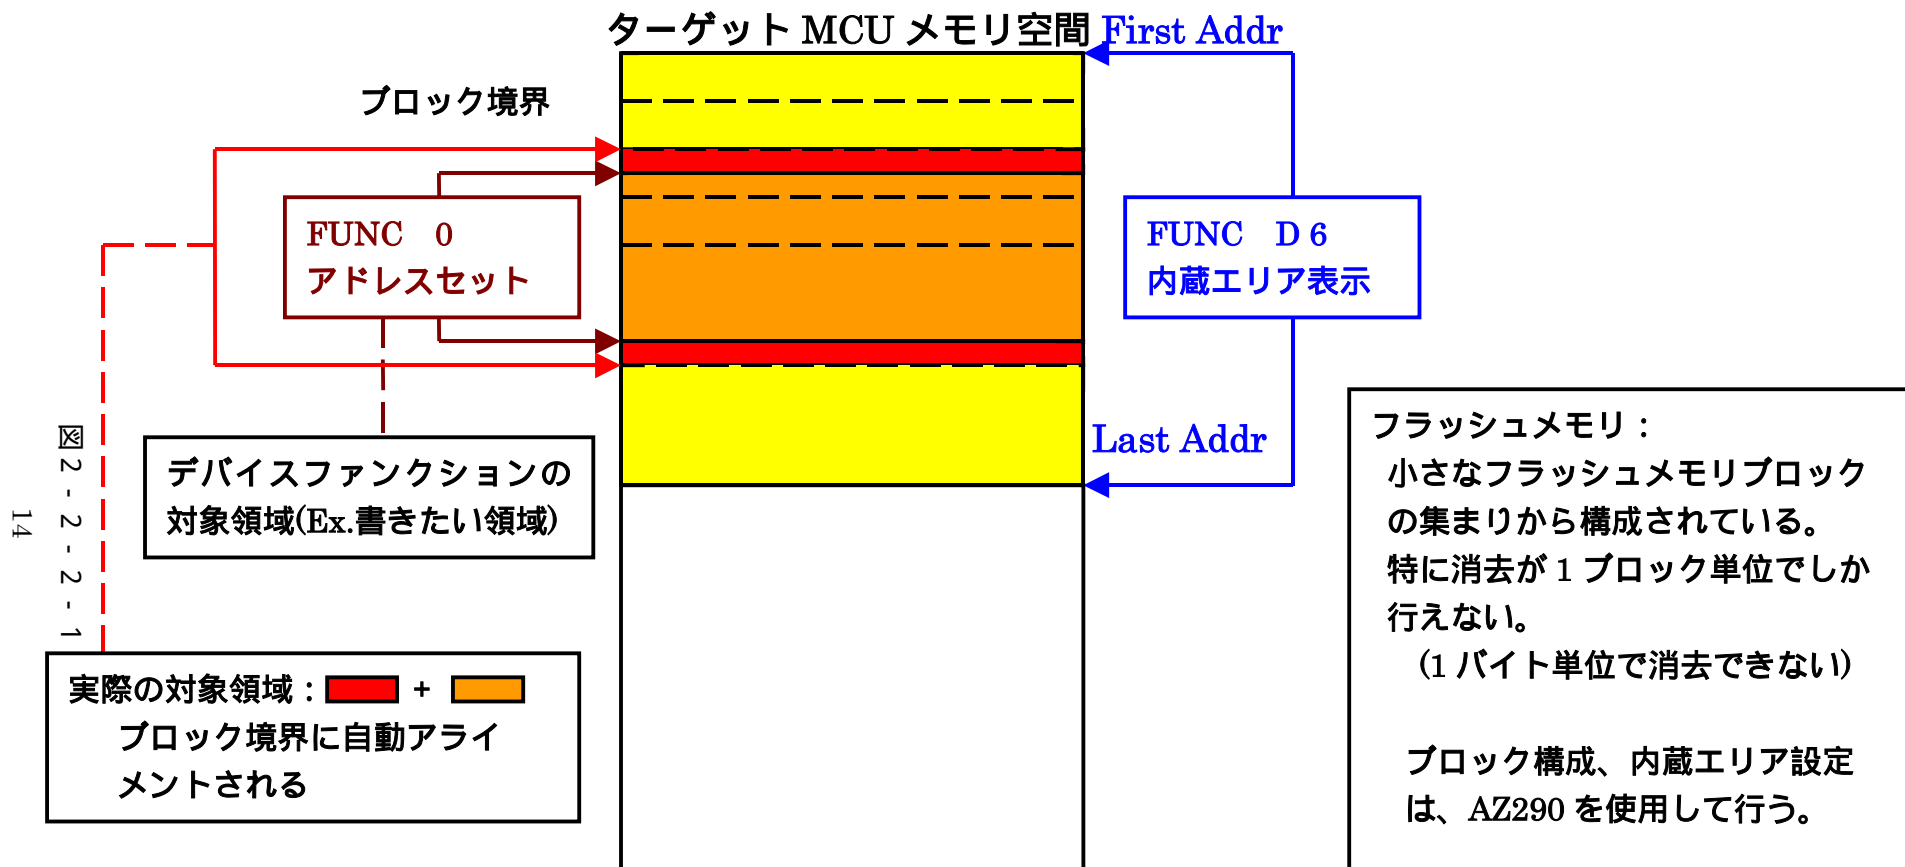 ターゲット MCU メモリ空間
First Addr
ブロック境界
FUNC 0
アドレスセット
FUNC D 6
内蔵エリア表示
Last Addr
デバイスファンクションの
対象領域(Ex.書きたい領域)
フラッシュメモリ：
小さなフラッシュメモリブロック
の集まりから構成されている。
特に消去が 1 ブロック単位でしか
行えない。
(1 バイト単位で消去できない)
ブロック構成、内蔵エリア設定
は、AZ290 を使用して行う。
実際の対象領域： +
ブロック境界に自動アライ
メントされる
図２-２-２-１
14